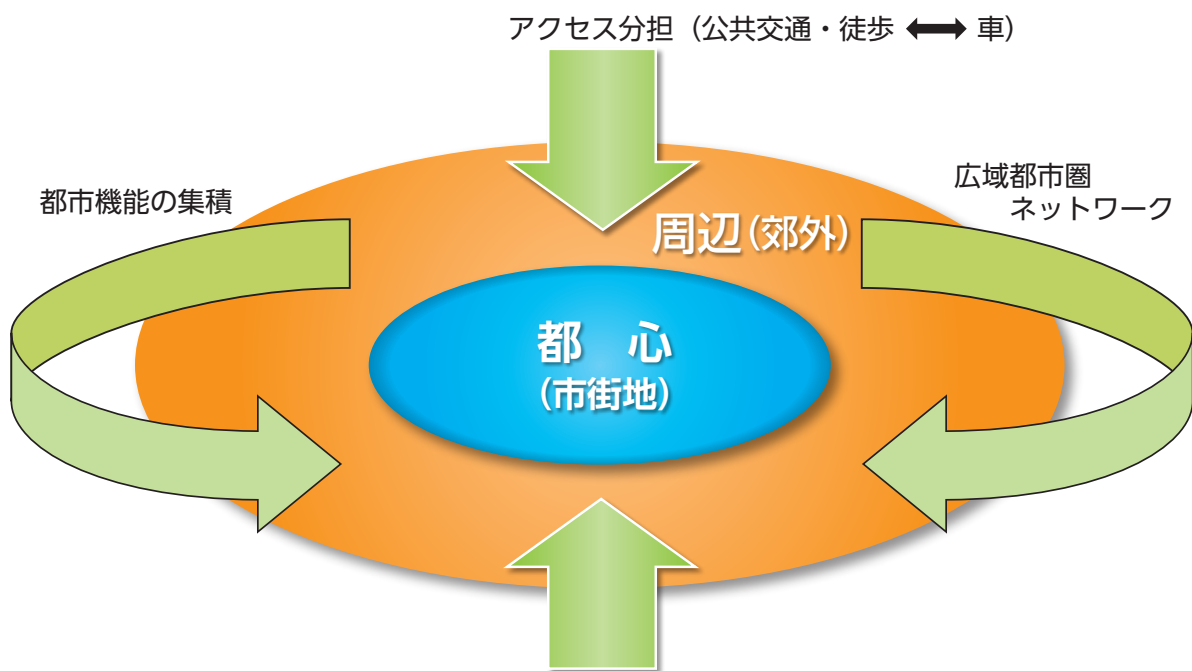 アクセス分担（公共交通・徒歩 ⟷ 車）
都市機能の集積
広域都市圏
ネットワーク
周辺(郊外)
都　心
(市街地)